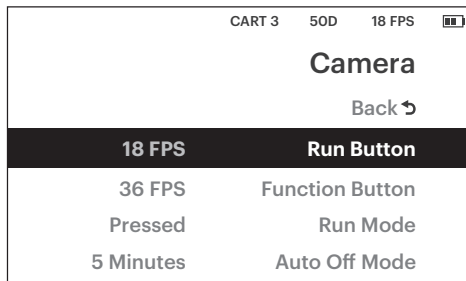 CART 3 50D 18 FPS
Camera
Back
18 FPS Run Button
36 FPS Function Button
Pressed Run Mode
5 Minutes Auto Off Mode